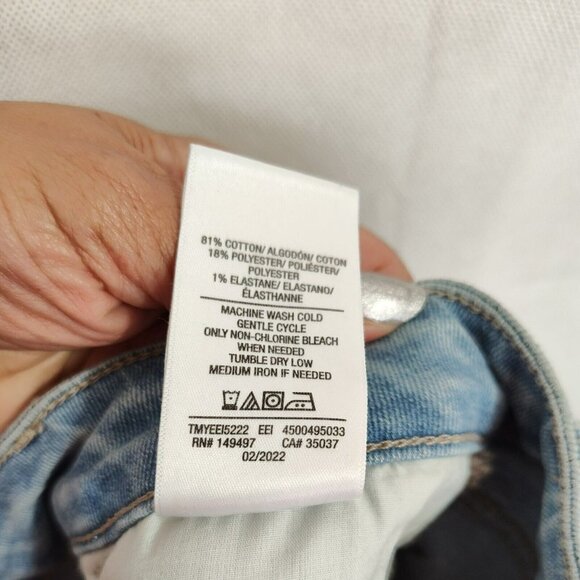 81% COTTON/ ALGODÓN/ COTON
18% POLYESTER/ POLIÉSTER/
POLYESTER
1% ELASTANE/ ELASTANO/
ÉLASTHANNE
MACHINE WASH COLD
GENTLE CYCLE
ONLY NON-CHLORINE BLEACH
WHEN NEEDED
TUMBLE DRY LOW
MEDIUM IRON IF NEEDED
TMYEEI5222 EEI 4500495033
RN# 149497 CA# 35037
02/2022